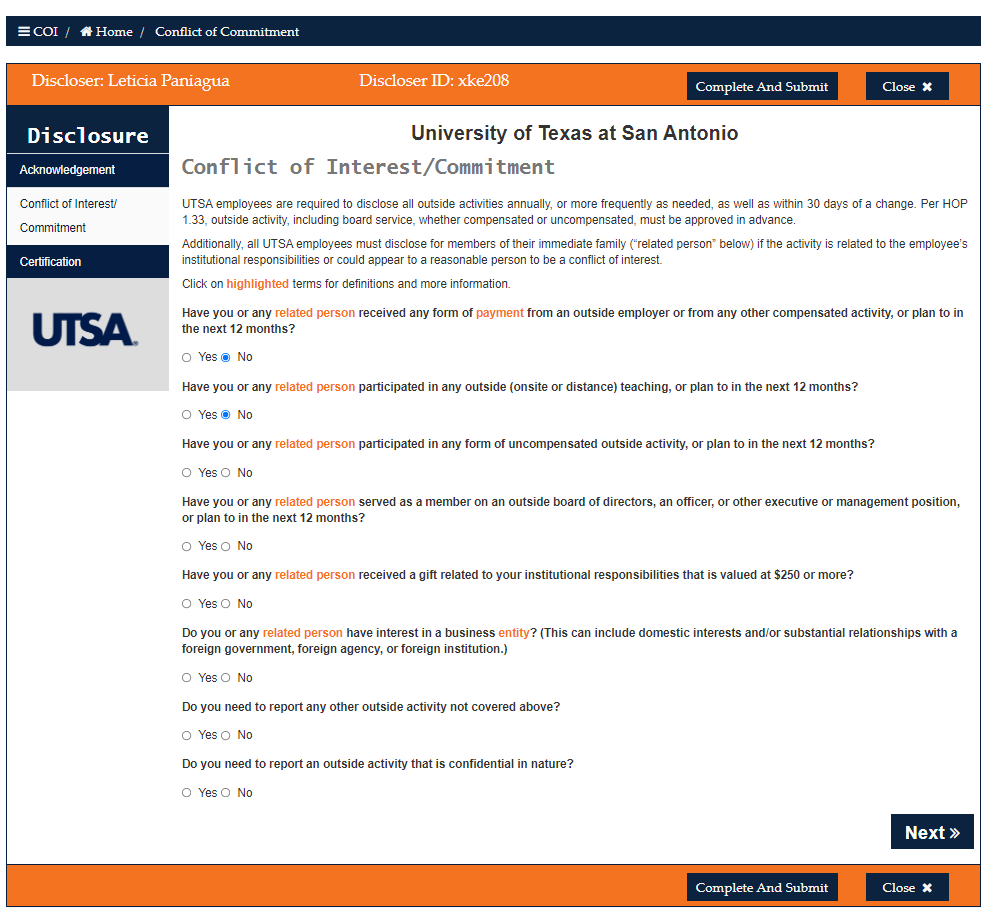 COI / Home / Conflict of Commitment
Discloser: Leticia Paniagua Discloser ID: xke208 Complete And Submit Close ✖
Disclosure
Acknowledgement
Conflict of Interest/
Commitment
Certification
UTSA
University of Texas at San Antonio
Conflict of Interest/Commitment
UTSA employees are required to disclose all outside activities annually, or more frequently as needed, as well as within 30 days of a change. Per HOP
1.33, outside activity, including board service, whether compensated or uncompensated, must be approved in advance.
Additionally, all UTSA employees must disclose for members of their immediate family (“related person” below) if the activity is related to the employee’s
institutional responsibilities or could appear to a reasonable person to be a conflict of interest.
Click on highlighted terms for definitions and more information.
Have you or any related person received any form of payment from an outside employer or from any other compensated activity, or plan to in
the next 12 months?
Yes No
Have you or any related person participated in any outside (onsite or distance) teaching, or plan to in the next 12 months?
Yes No
Have you or any related person participated in any form of uncompensated outside activity, or plan to in the next 12 months?
Yes No
Have you or any related person served as a member on an outside board of directors, an officer, or other executive or management position,
or plan to in the next 12 months?
Yes No
Have you or any related person received a gift related to your institutional responsibilities that is valued at $250 or more?
Yes No
Do you or any related person have interest in a business entity? (This can include domestic interests and/or substantial relationships with a
foreign government, foreign agency, or foreign institution.)
Yes No
Do you need to report any other outside activity not covered above?
Yes No
Do you need to report an outside activity that is confidential in nature?
Yes No
Next »
Complete And Submit Close ✖